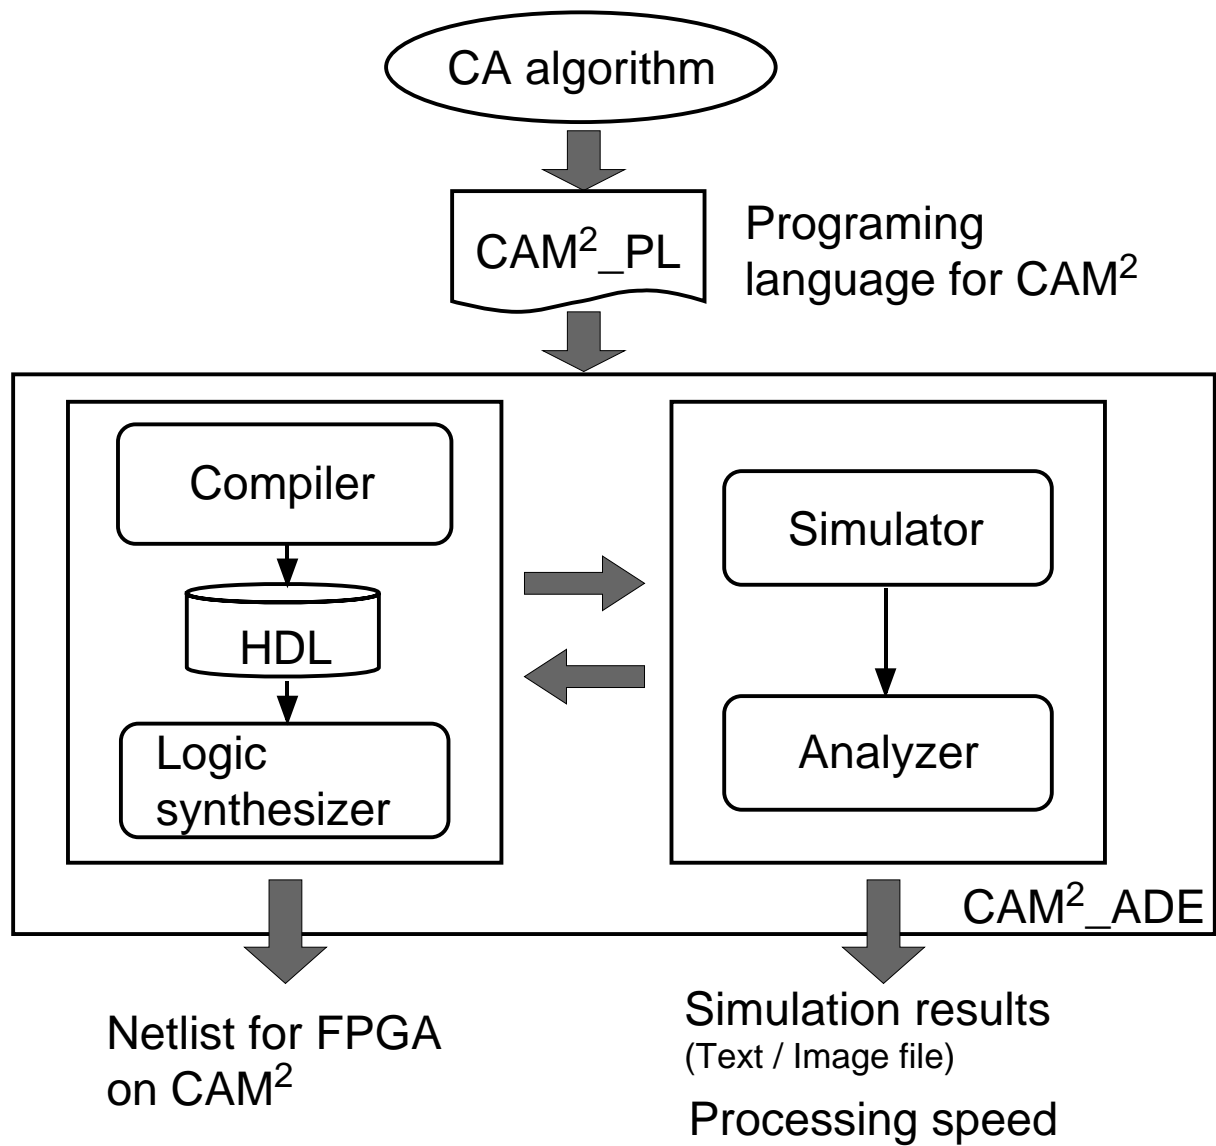 CA algorithm
CAM²_PL
Programing
language for CAM²
Compiler
HDL
Logic
synthesizer
Simulator
Analyzer
CAM²_ADE
Netlist for FPGA
on CAM²
Simulation results
(Text / Image file)
Processing speed